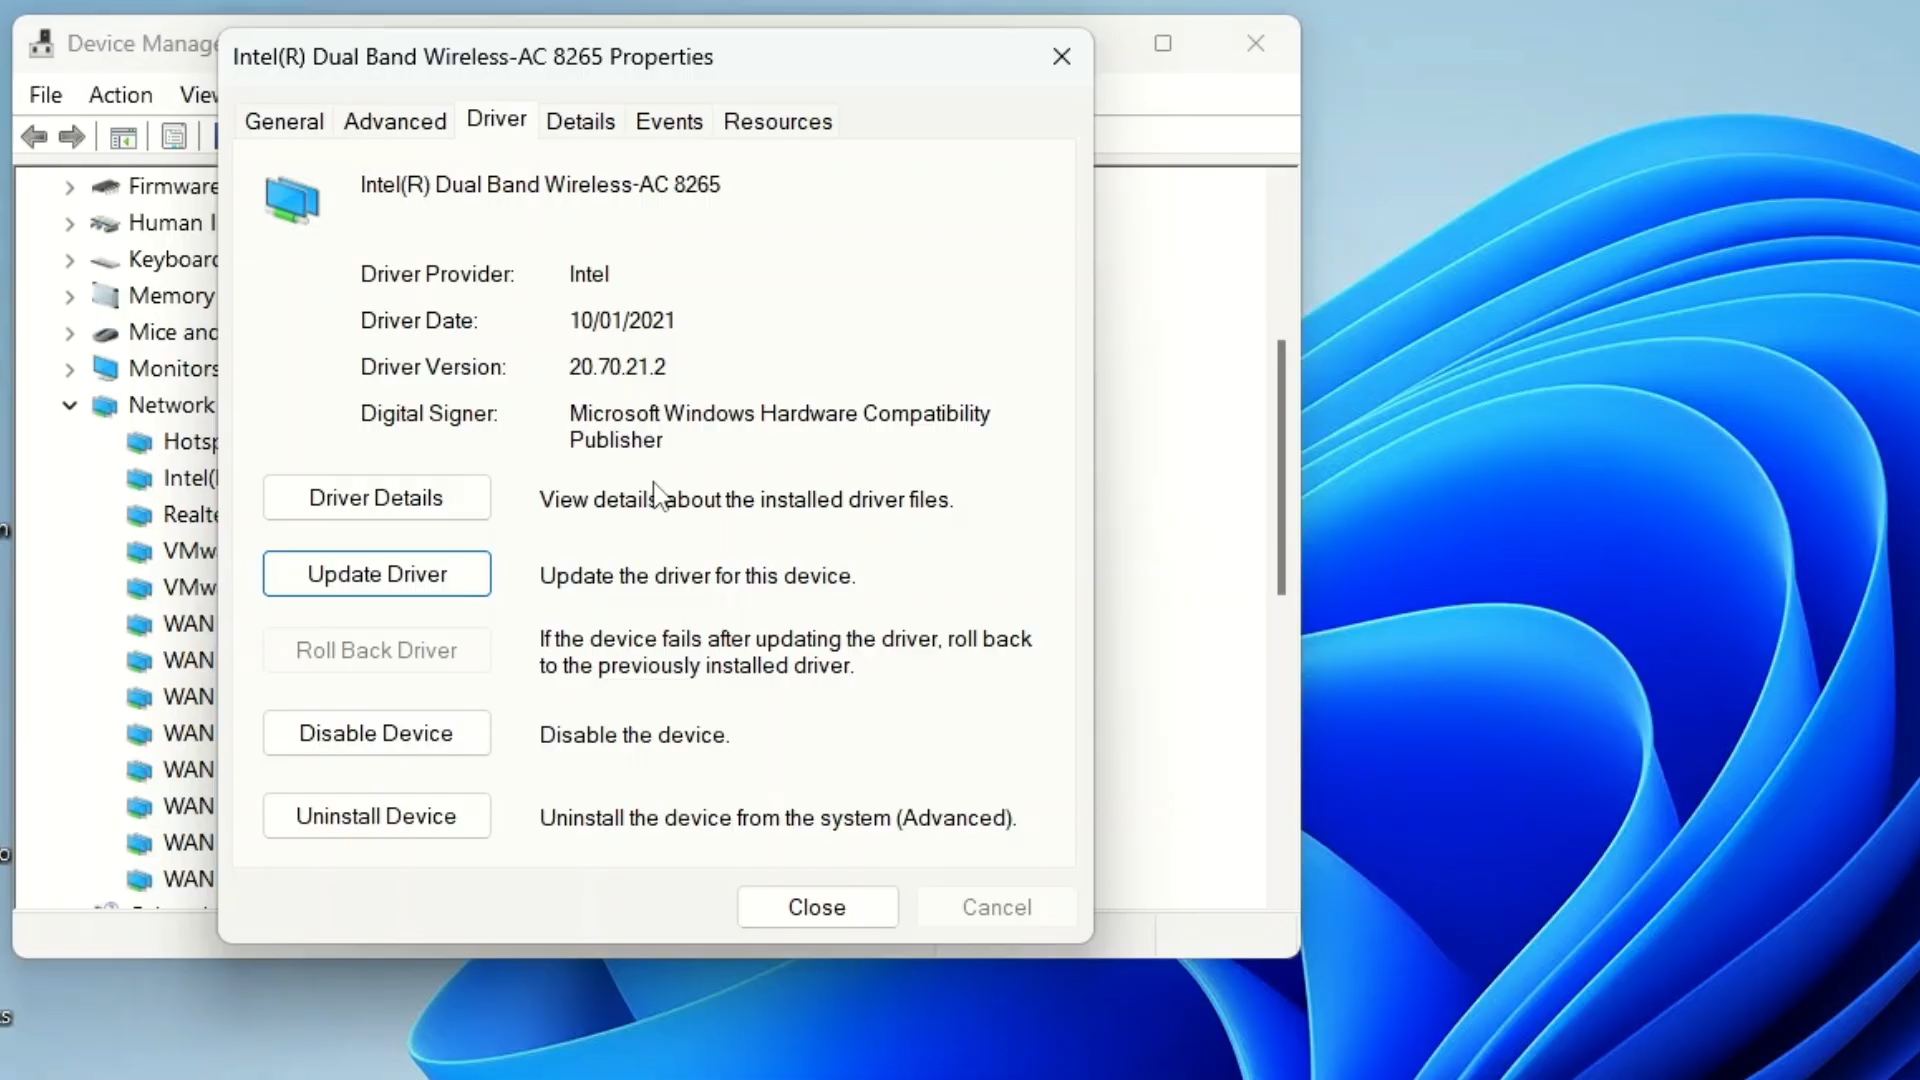 Device Manage
Intel(R) Dual Band Wireless-AC 8265 Properties
File Action View
General Advanced Driver Details Events Resources
Firmware
Human I
Keyboard
Memory
Mice and
Monitors
Network
Hotsp
Intel(
Realte
VMw
VMw
WAN
WAN
WAN
WAN
WAN
WAN
WAN
WAN
Intel(R) Dual Band Wireless-AC 8265
Driver Provider: Intel
Driver Date: 10/01/2021
Driver Version: 20.70.21.2
Digital Signer: Microsoft Windows Hardware Compatibility
Publisher
Driver Details View details about the installed driver files.
Update Driver Update the driver for this device.
Roll Back Driver If the device fails after updating the driver, roll back
to the previously installed driver.
Disable Device Disable the device.
Uninstall Device Uninstall the device from the system (Advanced).
Close Cancel